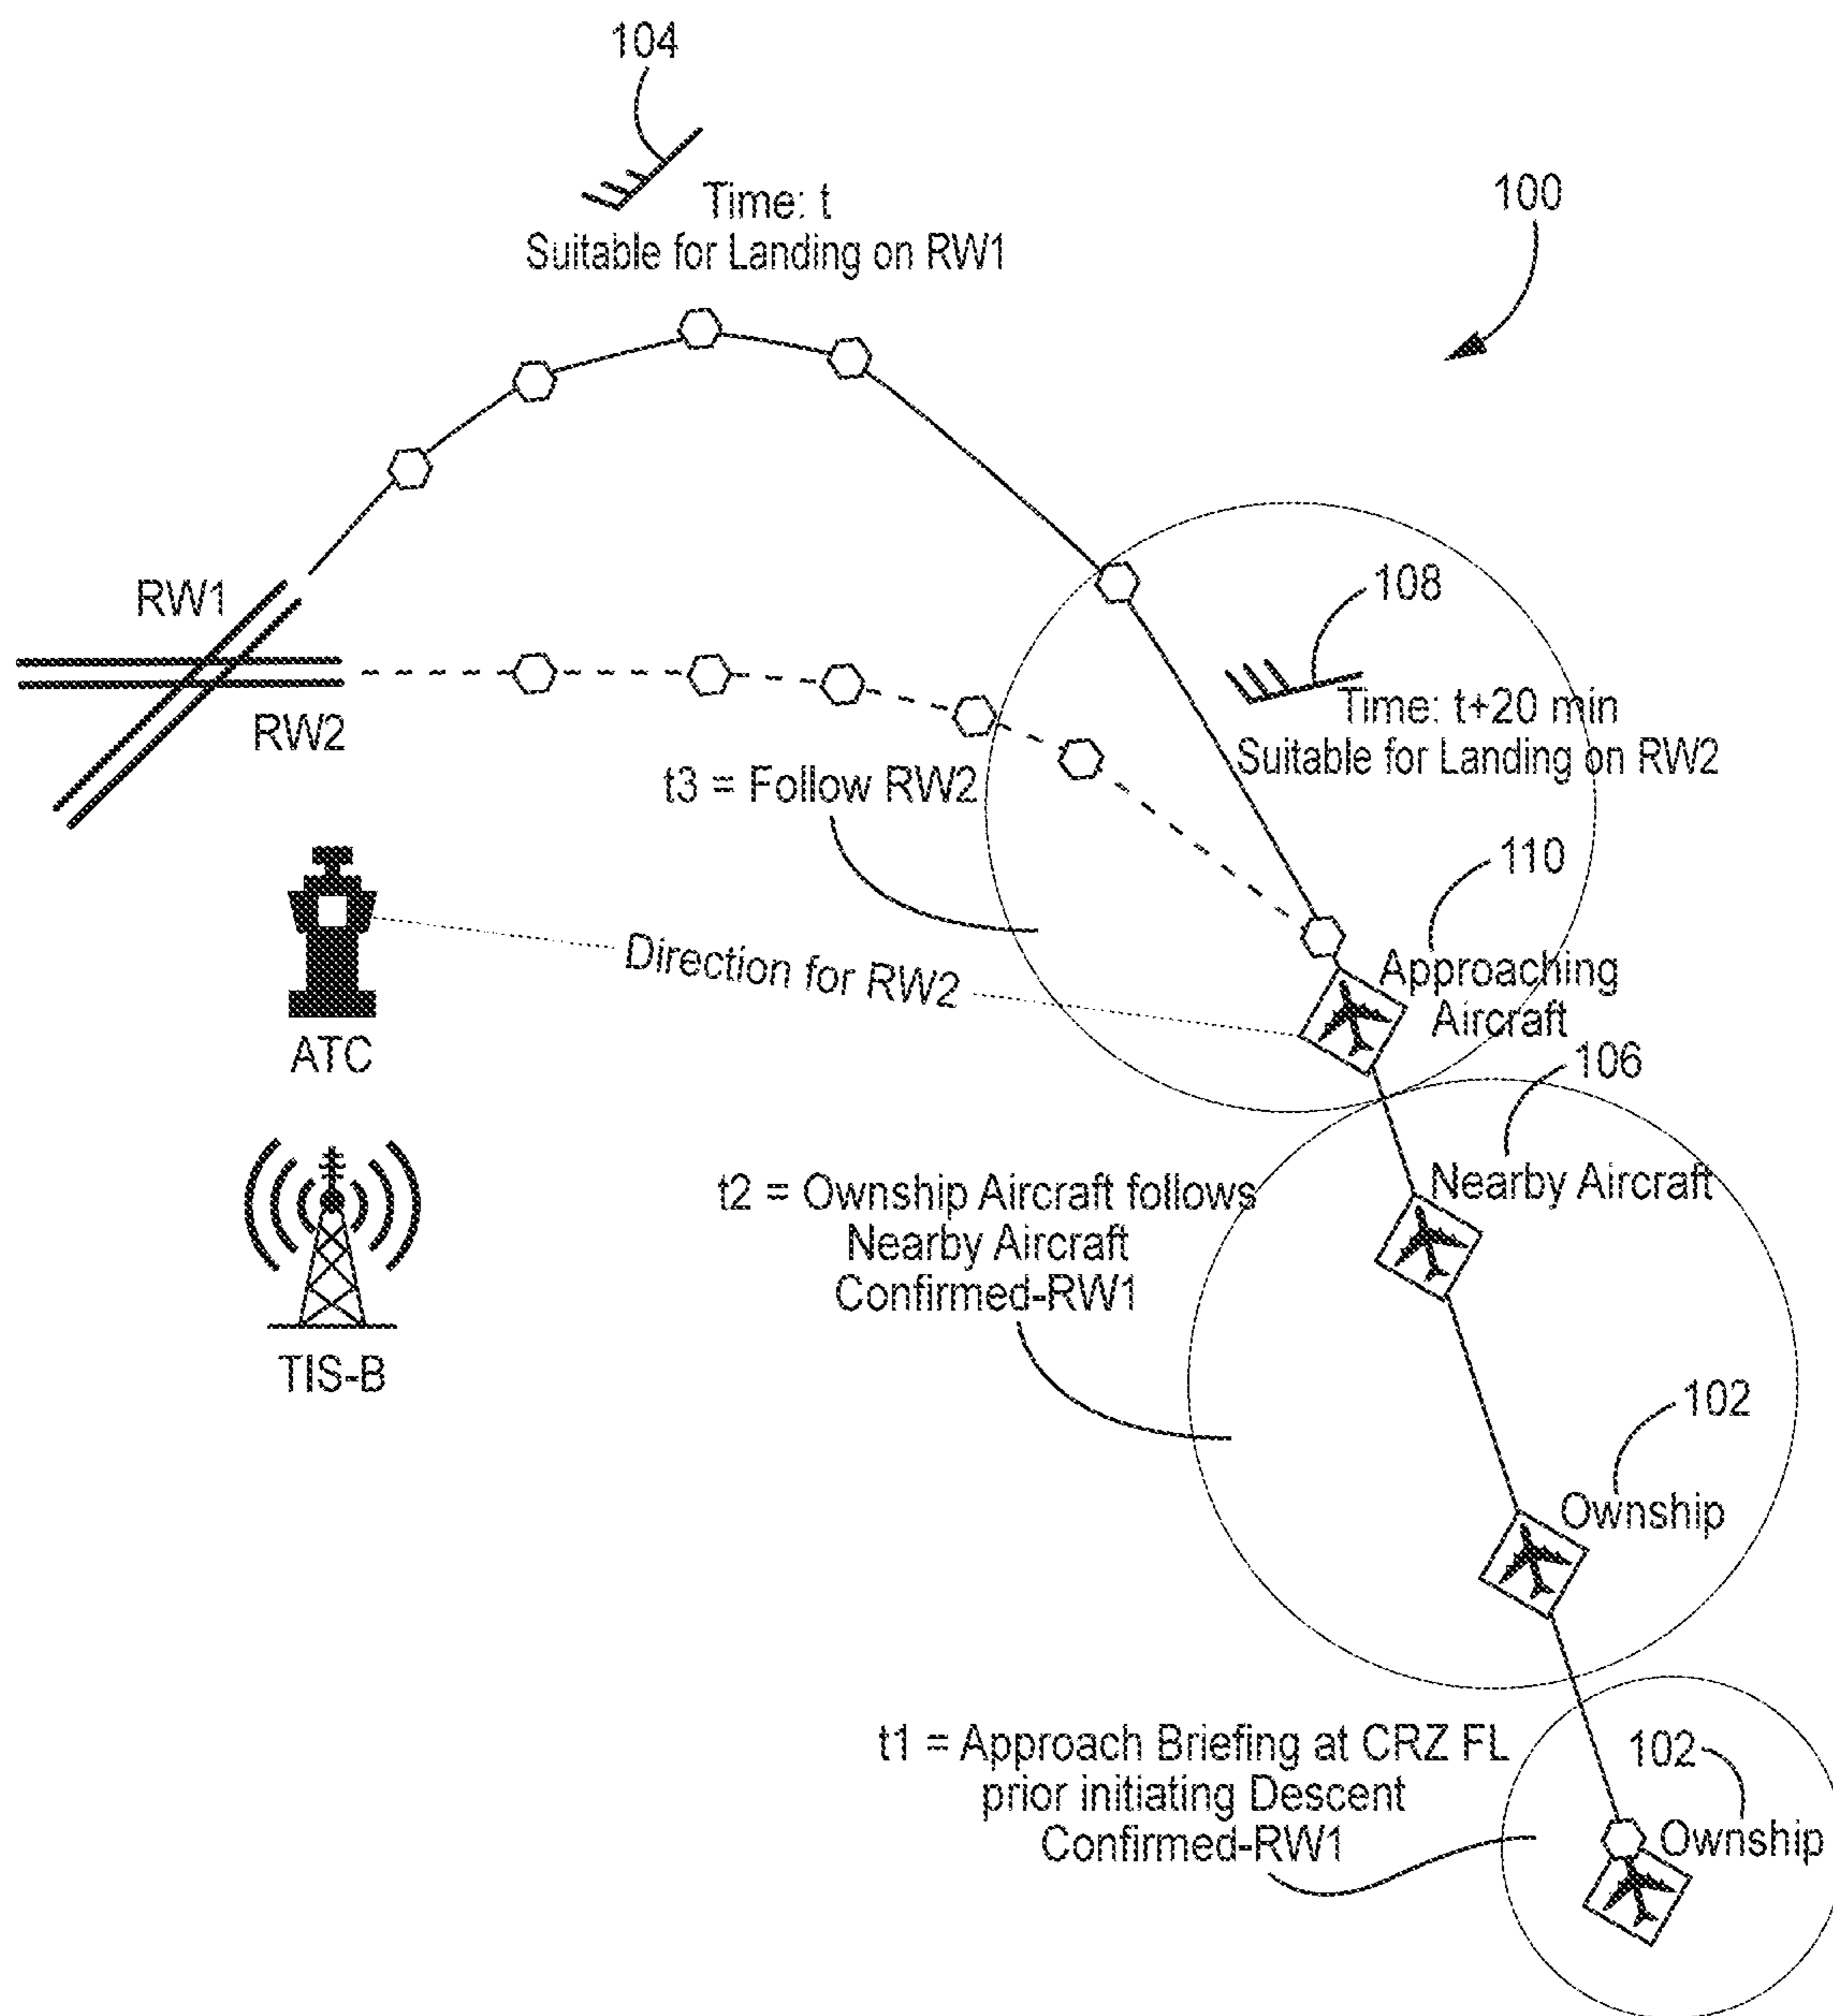 104
Time: t
Suitable for Landing on RW1
100
RW1
RW2
108
Time: t+20 min
Suitable for Landing on RW2
t3 = Follow RW2
110
Approaching
Aircraft
Direction for RW2
ATC
106
Nearby Aircraft
t2 = Ownship Aircraft follows
Nearby Aircraft
Confirmed-RW1
TIS-B
102
Ownship
t1 = Approach Briefing at CRZ FL
prior initiating Descent
Confirmed-RW1
102
Ownship